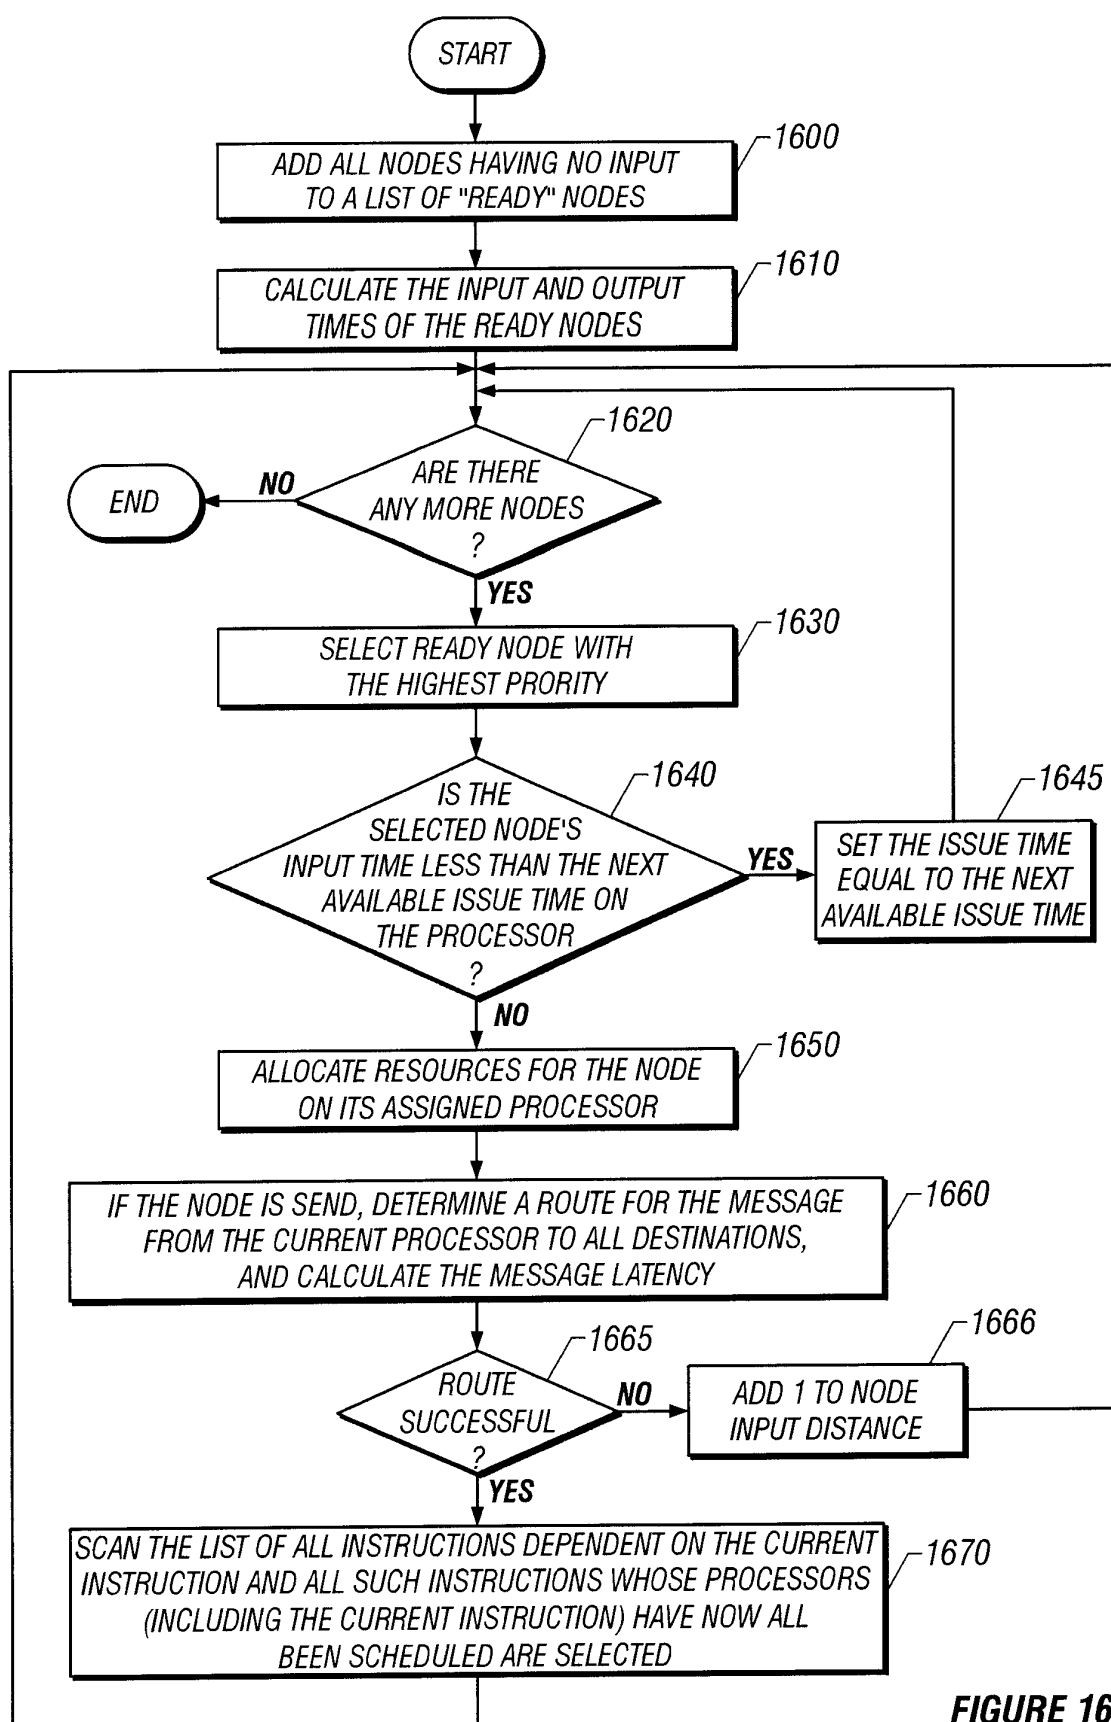 START
1600
ADD ALL NODES HAVING NO INPUT
TO A LIST OF "READY" NODES
1610
CALCULATE THE INPUT AND OUTPUT
TIMES OF THE READY NODES
1620
ARE THERE
ANY MORE NODES
?
NO
END
YES
1630
SELECT READY NODE WITH
THE HIGHEST PRORITY
1640
IS THE
SELECTED NODE'S
INPUT TIME LESS THAN THE NEXT
AVAILABLE ISSUE TIME ON
THE PROCESSOR
?
YES
1645
SET THE ISSUE TIME
EQUAL TO THE NEXT
AVAILABLE ISSUE TIME
NO
1650
ALLOCATE RESOURCES FOR THE NODE
ON ITS ASSIGNED PROCESSOR
1660
IF THE NODE IS SEND, DETERMINE A ROUTE FOR THE MESSAGE
FROM THE CURRENT PROCESSOR TO ALL DESTINATIONS,
AND CALCULATE THE MESSAGE LATENCY
1665
ROUTE
SUCCESSFUL
?
NO
1666
ADD 1 TO NODE
INPUT DISTANCE
YES
1670
SCAN THE LIST OF ALL INSTRUCTIONS DEPENDENT ON THE CURRENT
INSTRUCTION AND ALL SUCH INSTRUCTIONS WHOSE PROCESSORS
(INCLUDING THE CURRENT INSTRUCTION) HAVE NOW ALL
BEEN SCHEDULED ARE SELECTED
FIGURE 16